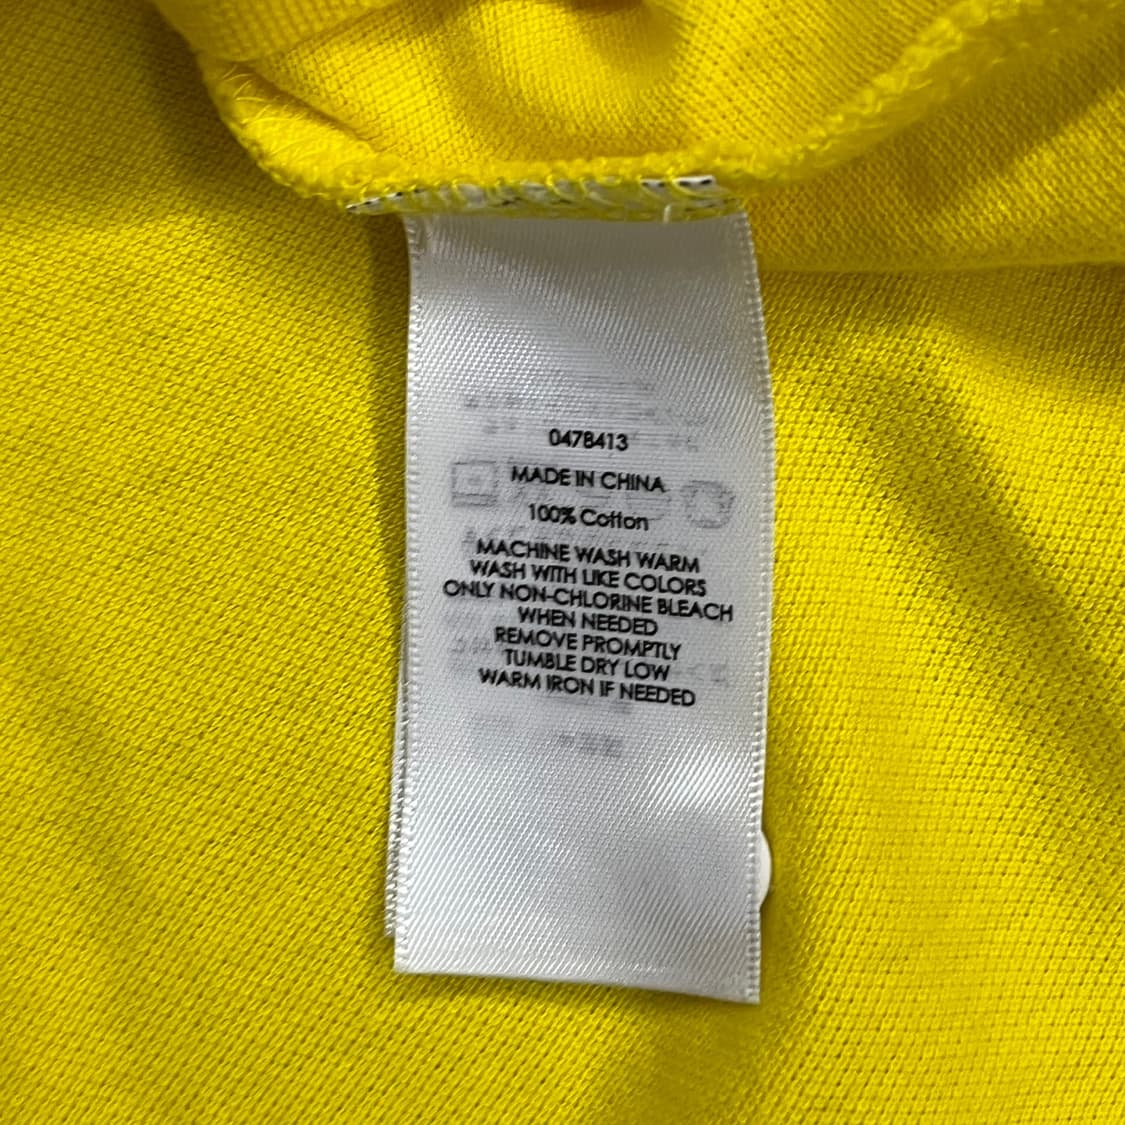 0478413
MADE IN CHINA
100% Cotton
MACHINE WASH WARM
WASH WITH LIKE COLORS
ONLY NON-CHLORINE BLEACH
WHEN NEEDED
REMOVE PROMPTLY
TUMBLE DRY LOW
WARM IRON IF NEEDED